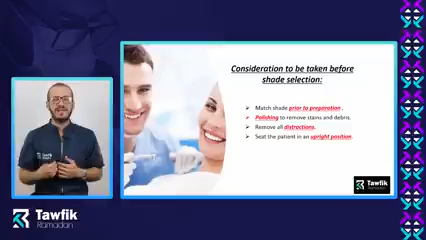 Consideration to be taken before
shade selection:
Match shade prior to preparation .
Polishing to remove stains and debris.
Remove all distractions.
Seat the patient in an upright position.
Tawfik
Ramadan
Tawfik
Ramadan